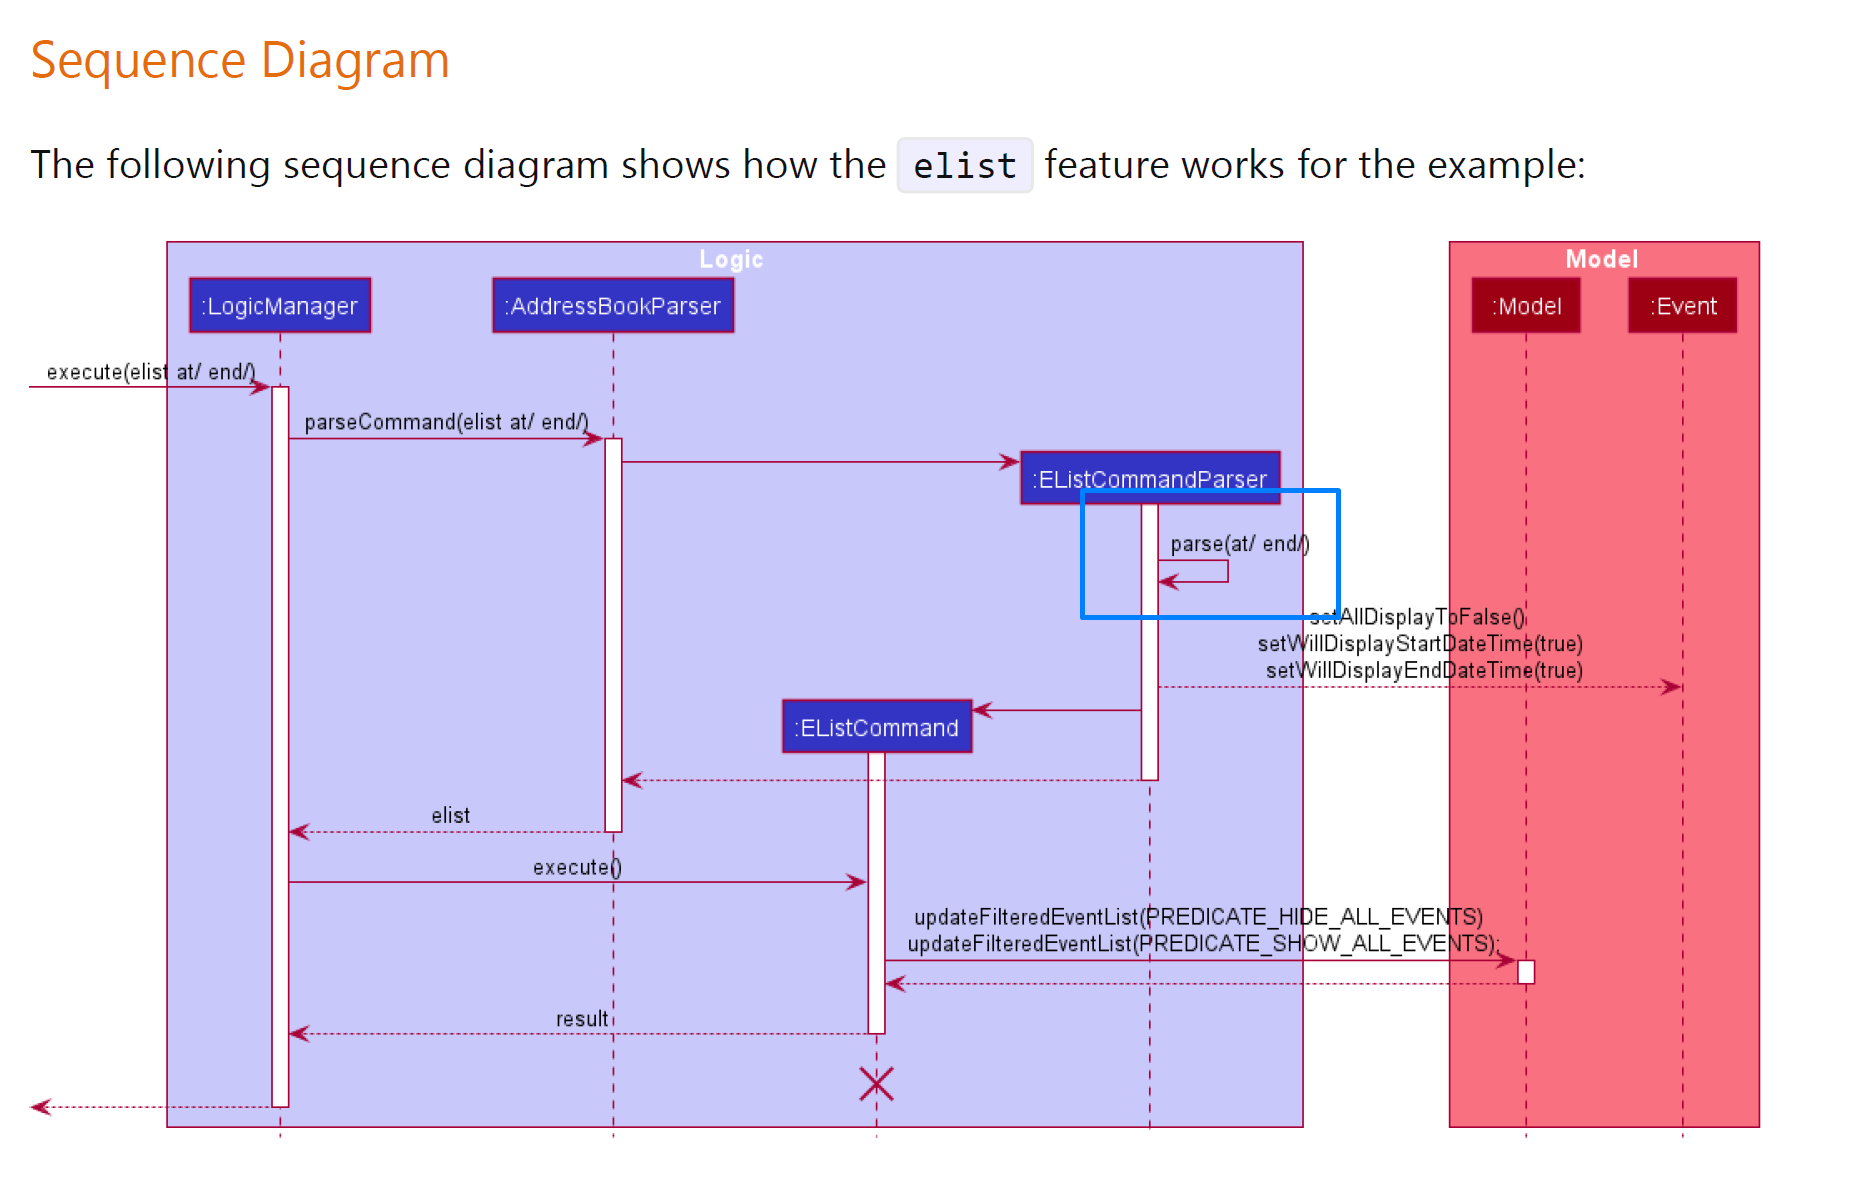 Sequence Diagram
The following sequence diagram shows how the elist feature works for the example:
Logic
Model
:LogicManager
:AddressBookParser
:Model
:Event
execute(elist at/ end/)
parseCommand(elist at/ end/)
:EListCommandParser
parse(at/ end/)
setAllDisplayToFalse()
setWillDisplayStartDateTime(true)
setWillDisplayEndDateTime(true)
:EListCommand
elist
execute()
updateFilteredEventList(PREDICATE_HIDE_ALL_EVENTS)
updateFilteredEventList(PREDICATE_SHOW_ALL_EVENTS);
result